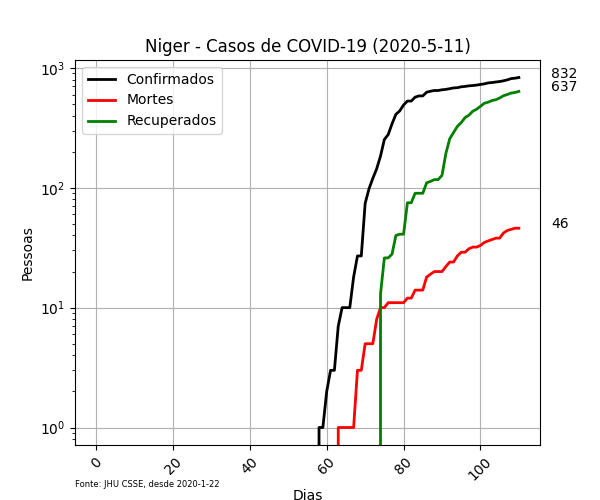 Niger - Casos de COVID-19 (2020-5-11)
Confirmados
Mortes
Recuperados
832
637
46
Pessoas
10³
10²
10¹
10⁰
0 20 40 60 80 100
Dias
Fonte: JHU CSSE, desde 2020-1-22